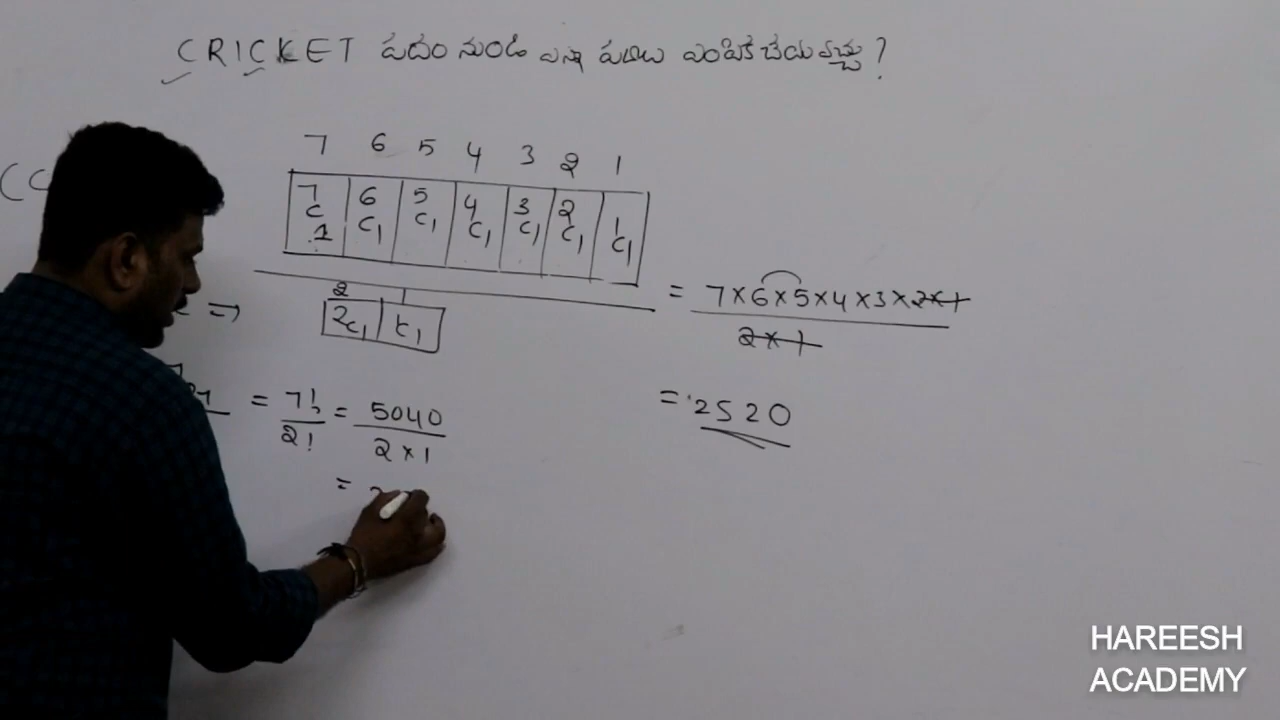 CRICKET పదం నుండి ఎన్ని పదాలు ఎంపిక చేయవచ్చు?
7 6 5 4 3 2 1
7C1 6C1 5C1 4C1 3C1 2C1 1C1
= 7×6×5×4×3×2×1
2 1
2C1 1C1
2×1
⇒
= 7!/2! = 5040
2×1
= 2520
=
HAREESH
ACADEMY